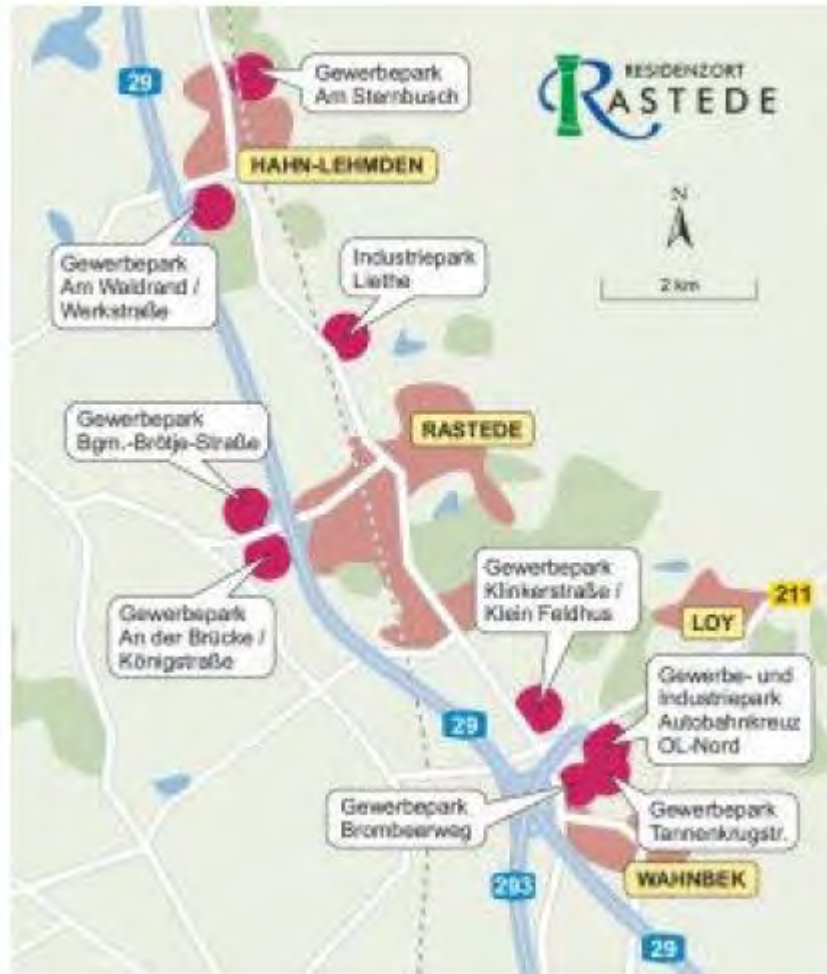 29
Gewerbepark
Am Sternbusch
RESIDENZORT
RASTEDE
HAHN-LEHMDEN
N
2 km
Gewerbepark
Am Waldrand /
Werkstraße
Industriepark
Liethe
Gewerbepark
Bgm.-Brötje-Straße
RASTEDE
Gewerbepark
An der Brücke /
Königstraße
Gewerbepark
Klinkerstraße /
Klein Feldhus
211
LOY
Gewerbe- und
Industriepark
Autobahnkreuz
OL-Nord
29
Gewerbepark
Brombeerweg
Gewerbepark
Tannenkrugstr.
293
WAHNBEK
29